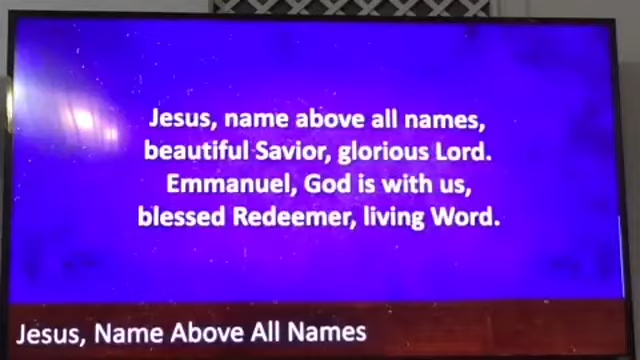 Jesus, name above all names,
beautiful Savior, glorious Lord.
Emmanuel, God is with us,
blessed Redeemer, living Word.
Jesus, Name Above All Names